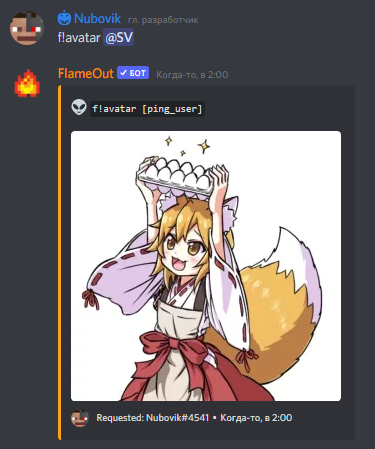 Nubovik гл. разработчик
f!avatar @SV
FlameOut ✓ БОТ Когда-то, в 2:00
👽 f!avatar [ping_user]
Requested: Nubovik#4541 • Когда-то, в 2:00